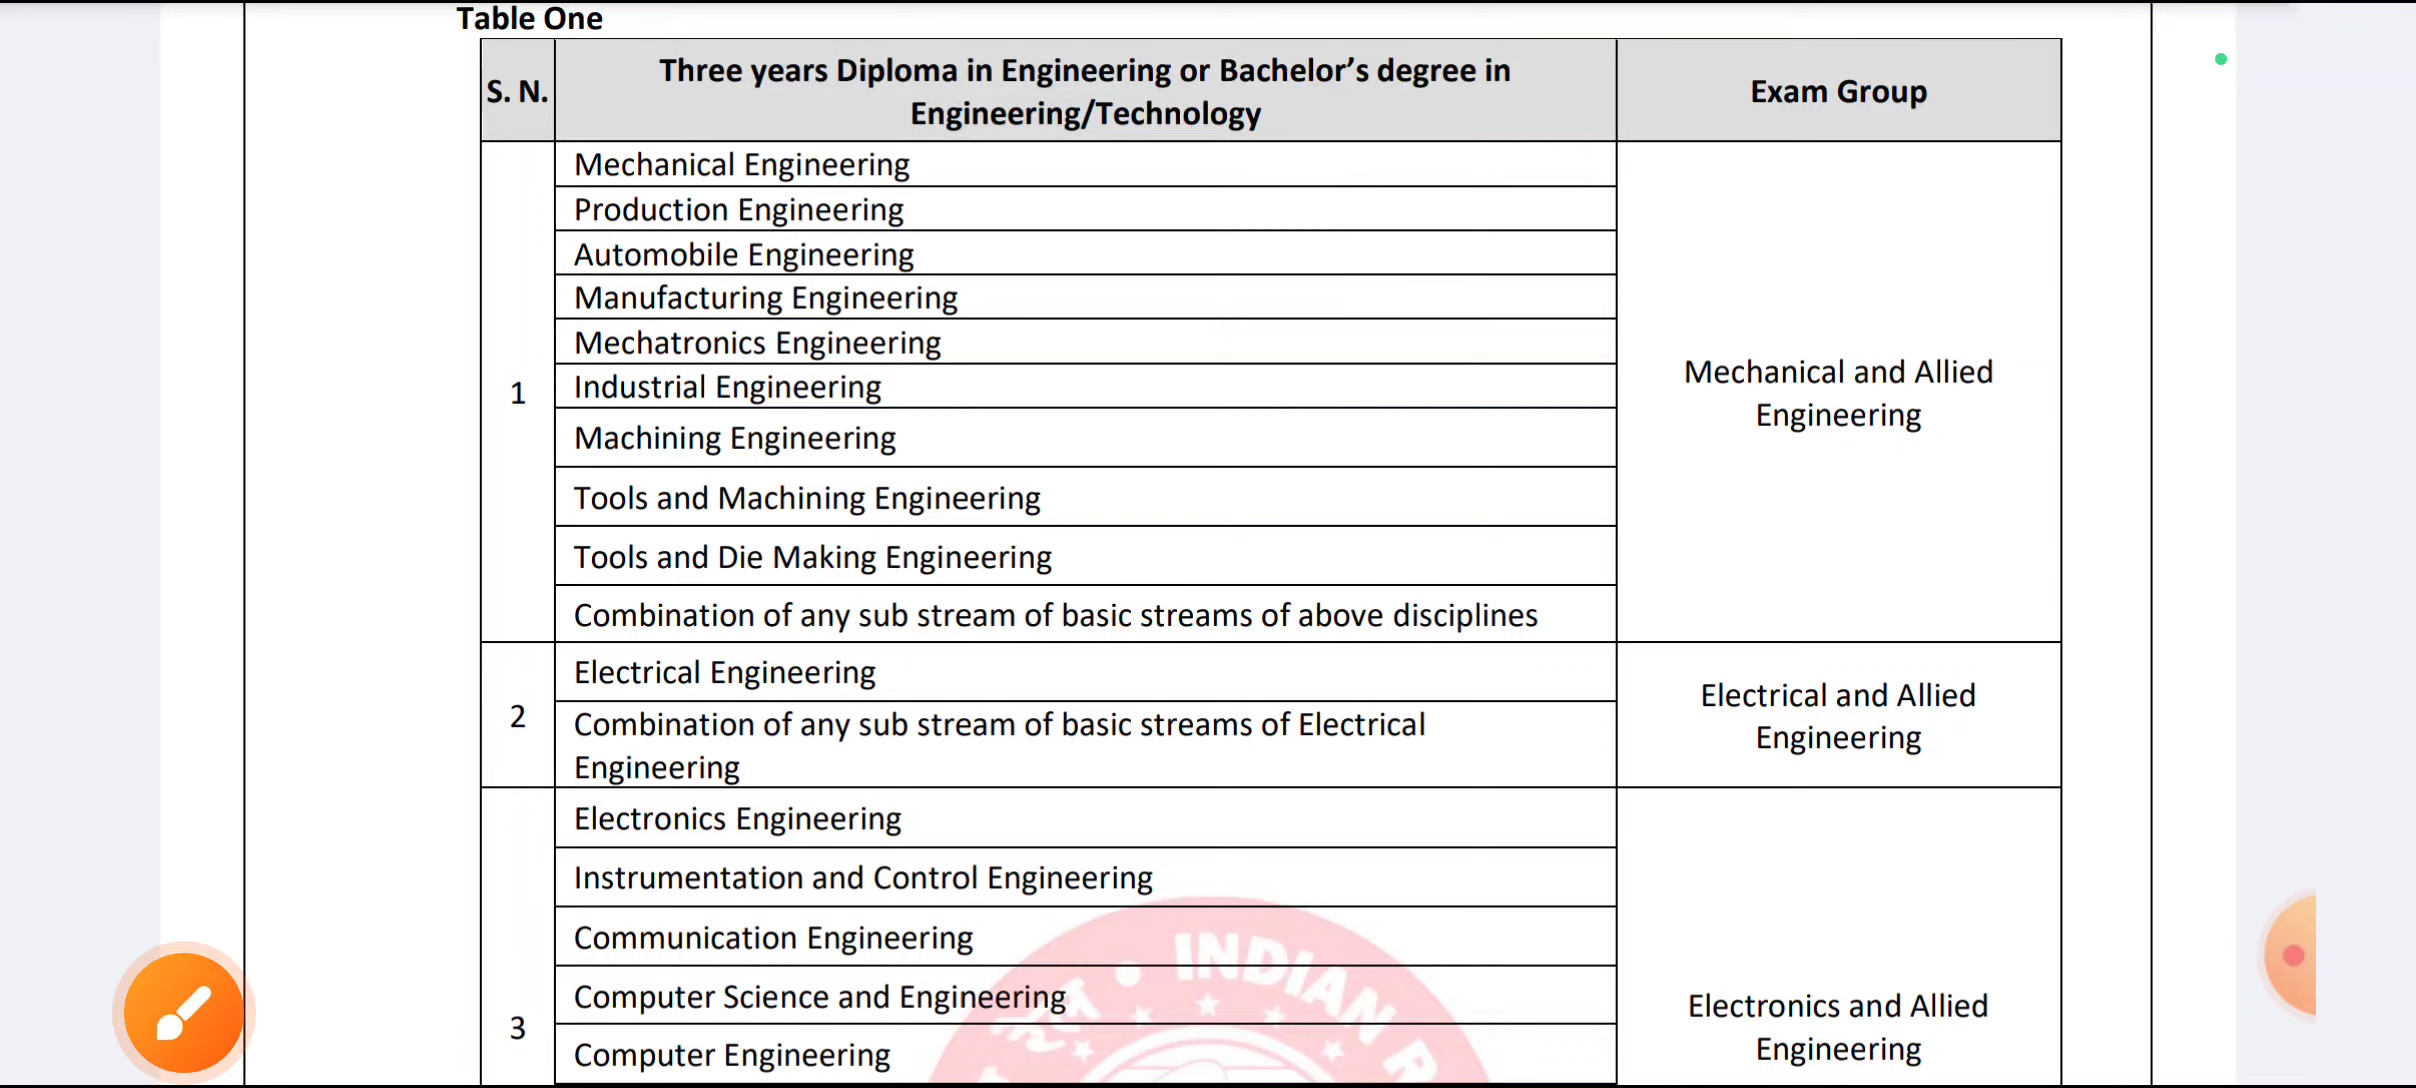 Table One
S. N.
Three years Diploma in Engineering or Bachelor’s degree in
Engineering/Technology
Exam Group
1
Mechanical Engineering
Production Engineering
Automobile Engineering
Manufacturing Engineering
Mechatronics Engineering
Industrial Engineering
Machining Engineering
Tools and Machining Engineering
Tools and Die Making Engineering
Combination of any sub stream of basic streams of above disciplines
Mechanical and Allied
Engineering
2
Electrical Engineering
Combination of any sub stream of basic streams of Electrical
Engineering
Electrical and Allied
Engineering
3
Electronics Engineering
Instrumentation and Control Engineering
Communication Engineering
Computer Science and Engineering
Computer Engineering
Electronics and Allied
Engineering
INDIAN R